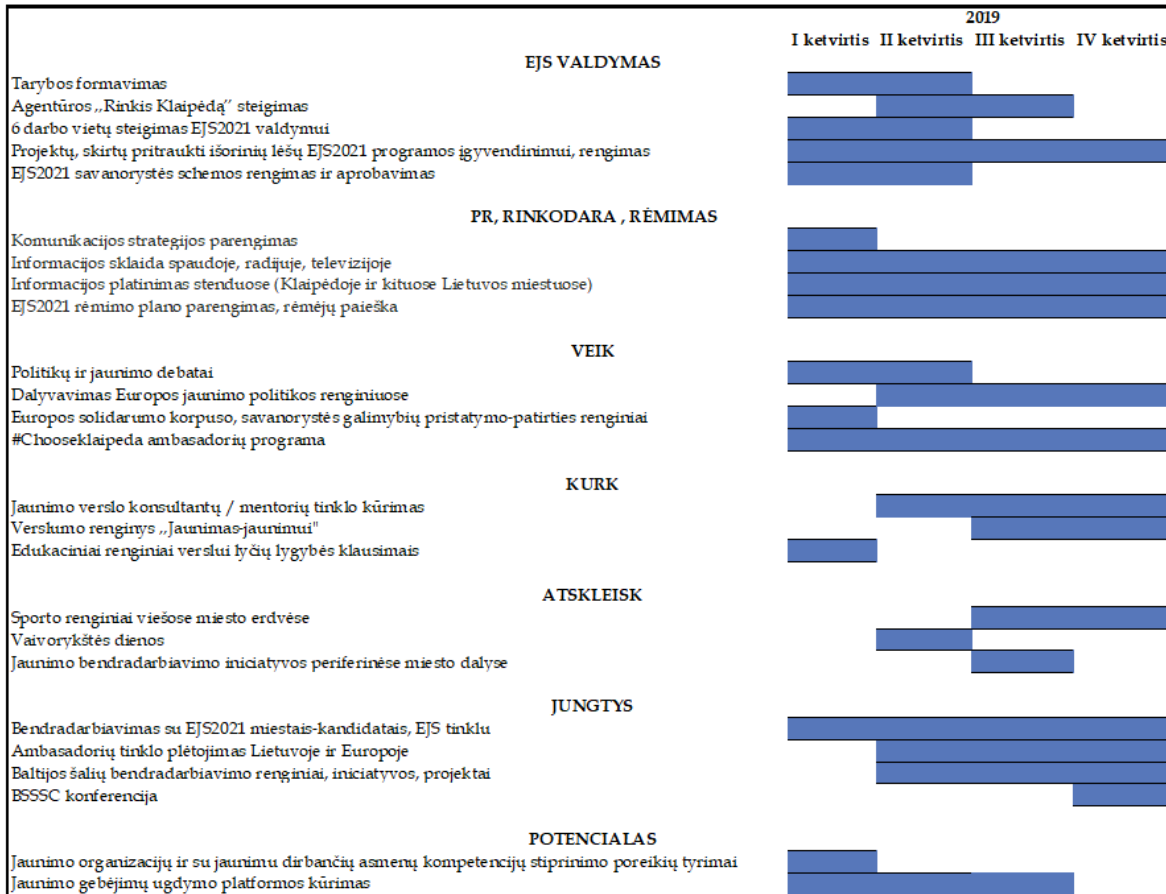 2019
I ketvirtis II ketvirtis III ketvirtis IV ketvirtis
EJS VALDYMAS
Tarybos formavimas
Agentūros „Rinkis Klaipėdą” steigimas
6 darbo vietų steigimas EJS2021 valdymui
Projektų, skirtų pritraukti išorinių lėšų EJS2021 programos įgyvendinimui, rengimas
EJS2021 savanorystės schemos rengimas ir aprobavimas
PR, RINKODARA , RĖMIMAS
Komunikacijos strategijos parengimas
Informacijos sklaida spaudoje, radijuje, televizijoje
Informacijos platinimas stenduose (Klaipėdoje ir kituose Lietuvos miestuose)
EJS2021 rėmimo plano parengimas, rėmėjų paieška
VEIK
Politikų ir jaunimo debatai
Dalyvavimas Europos jaunimo politikos renginiuose
Europos solidarumo korpuso, savanorystės galimybių pristatymo-patirties renginiai
#Chooseklaipeda ambasadorių programa
KURK
Jaunimo verslo konsultantų / mentorių tinklo kūrimas
Verslumo renginys „Jaunimas-jaunimui"
Edukaciniai renginiai verslui lyčių lygybės klausimais
ATSKLEISK
Sporto renginiai viešose miesto erdvėse
Vaivorykštės dienos
Jaunimo bendradarbiavimo iniciatyvos periferinėse miesto dalyse
JUNGTYS
Bendradarbiavimas su EJS2021 miestais-kandidatais, EJS tinklu
Ambasadorių tinklo plėtojimas Lietuvoje ir Europoje
Baltijos šalių bendradarbiavimo renginiai, iniciatyvos, projektai
BSSSC konferencija
POTENCIALAS
Jaunimo organizacijų ir su jaunimu dirbančių asmenų kompetencijų stiprinimo poreikių tyrimai
Jaunimo gebėjimų ugdymo platformos kūrimas